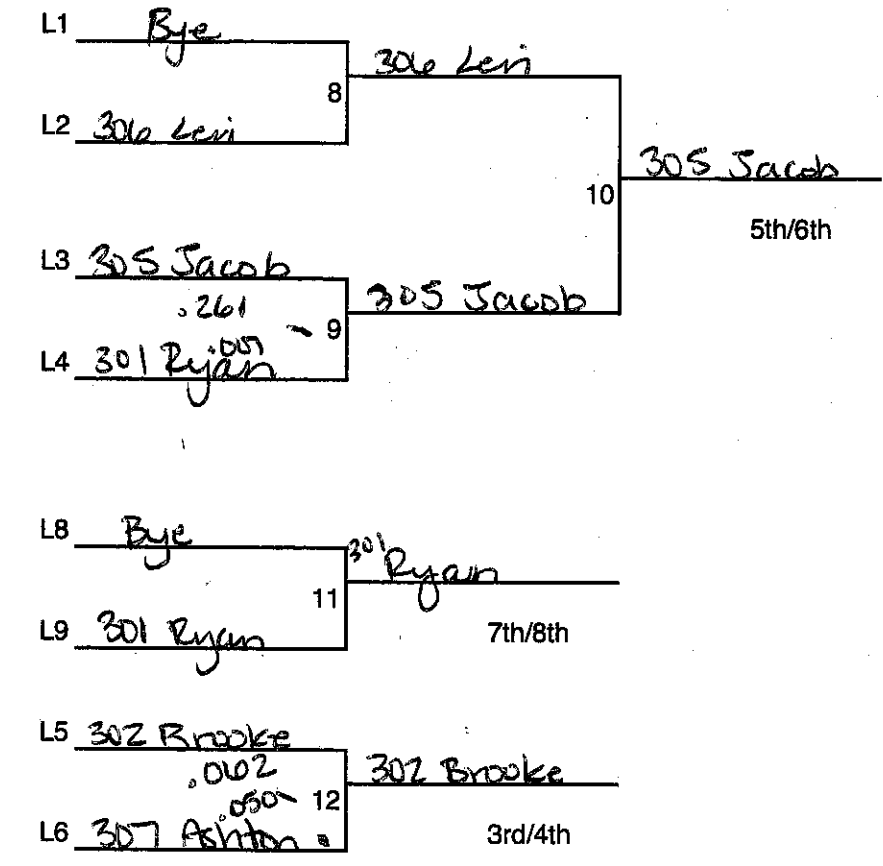 L1 Bye
306 Levi
8
L2 306 Levi
305 Jacob
10
5th/6th
L3 305 Jacob
.261
305 Jacob
9
L4 301 Ryan
L8 Bye
301 Ryan
11
L9 301 Ryan
7th/8th
L5 302 Brooke
.062
302 Brooke
.050
12
L6 307 Ashton
3rd/4th